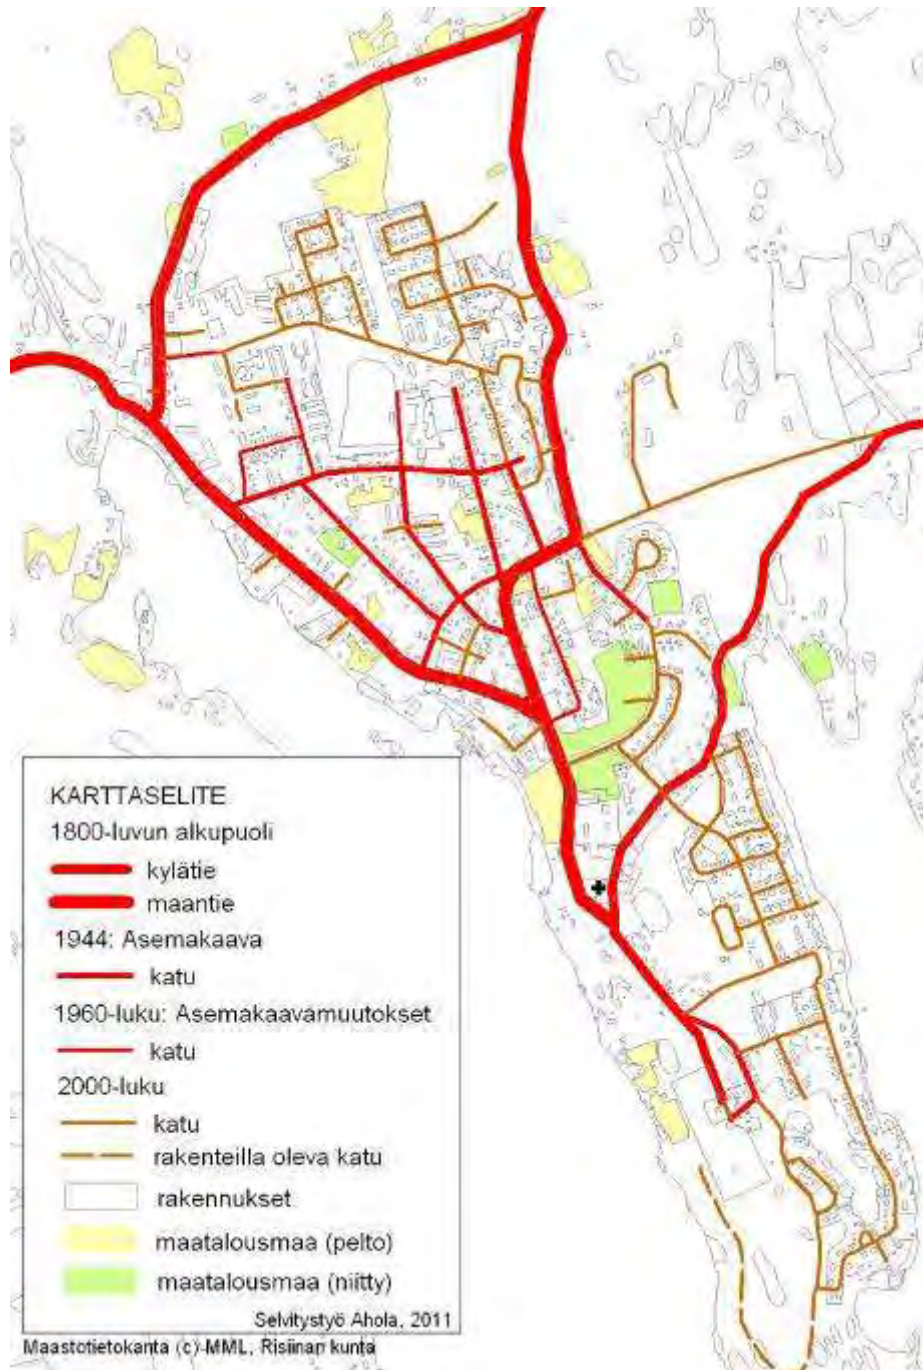 KARTTASELITE
1800-luvun alkupuoli
kylätie
maantie
1944: Asemakaava
katu
1960-luku: Asemakaavamuutokset
katu
2000-luku
katu
rakenteilla oleva katu
rakennukset
maatalousmaa (pelto)
maatalousmaa (niitty)
Selvitystyö Ahola, 2011
Maastotietokanta (c) MML, Risiinan kunta